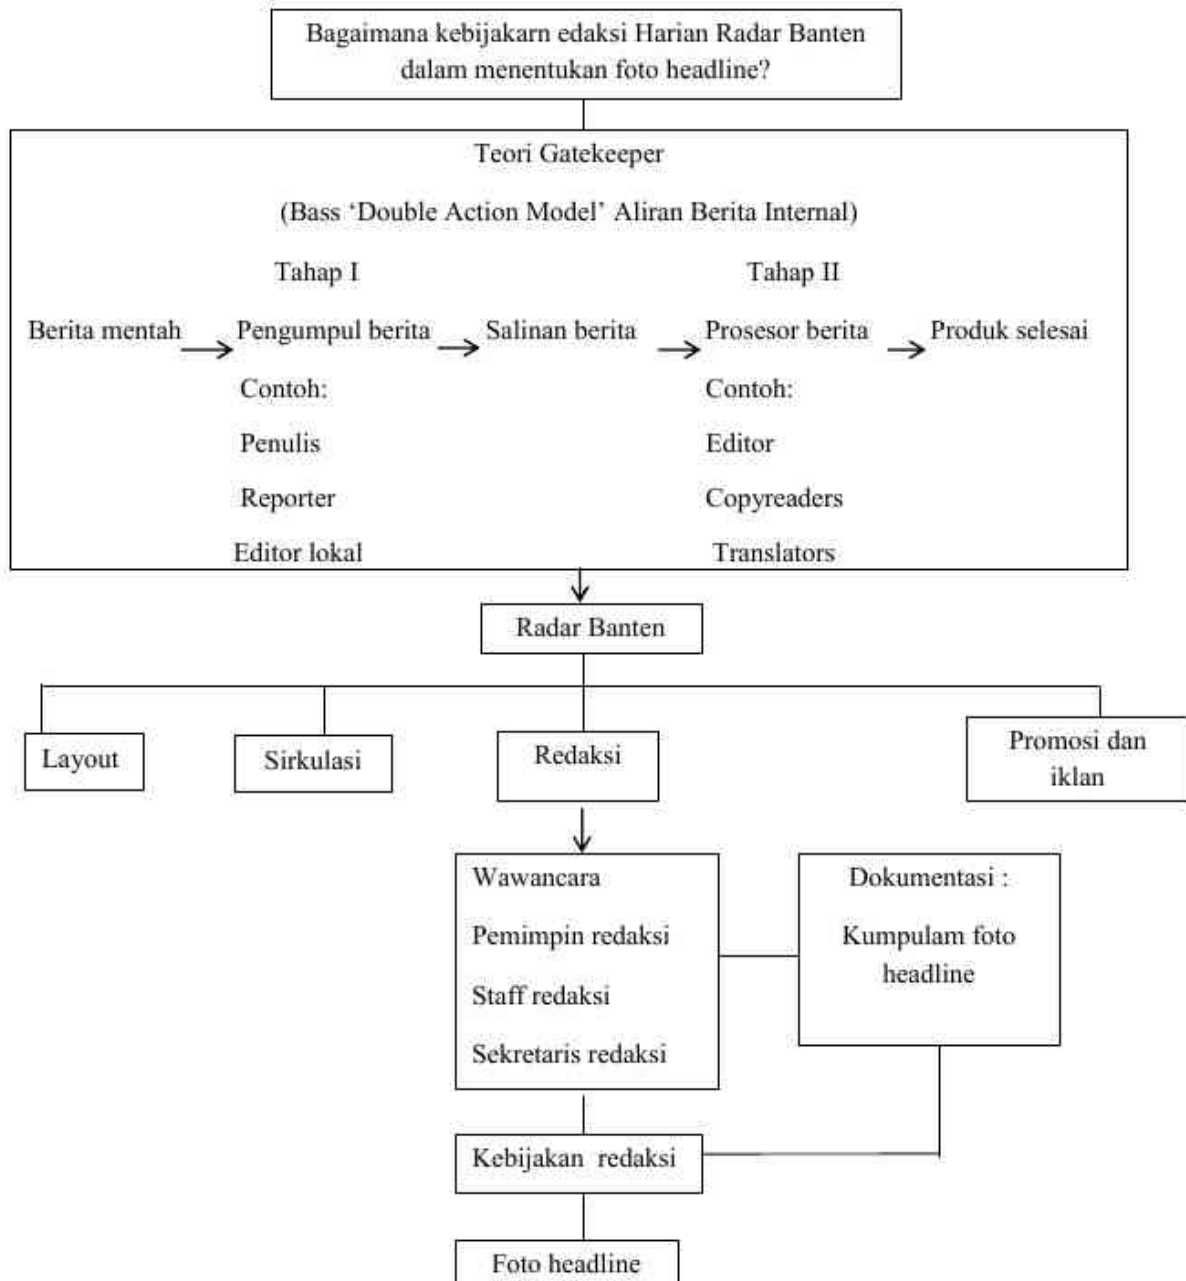 Bagaimana kebijakarn edaksi Harian Radar Banten
dalam menentukan foto headline?
Teori Gatekeeper
(Bass ‘Double Action Model’ Aliran Berita Internal)
Tahap I
Tahap II
Berita mentah
Pengumpul berita
Salinan berita
Prosesor berita
Produk selesai
Contoh:
Contoh:
Penulis
Editor
Reporter
Copyreaders
Editor lokal
Translators
Radar Banten
Layout
Sirkulasi
Redaksi
Promosi dan
iklan
Wawancara
Pemimpin redaksi
Staff redaksi
Sekretaris redaksi
Dokumentasi :
Kumpulam foto
headline
Kebijakan redaksi
Foto headline